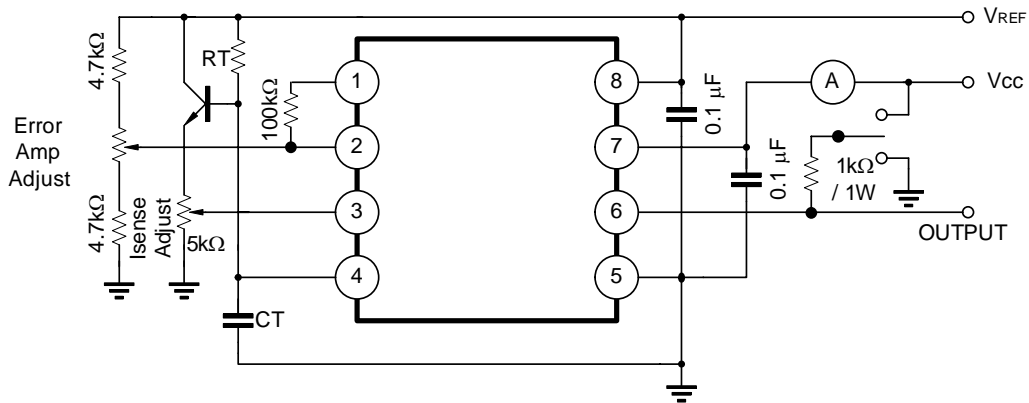 VREF
4.7kΩ
RT
100kΩ
1
8
0.1 µF
A
Vcc
Error
Amp
Adjust
2
7
0.1 µF
1kΩ
/ 1W
4.7kΩ
Isense
Adjust
5kΩ
3
6
OUTPUT
4
5
CT